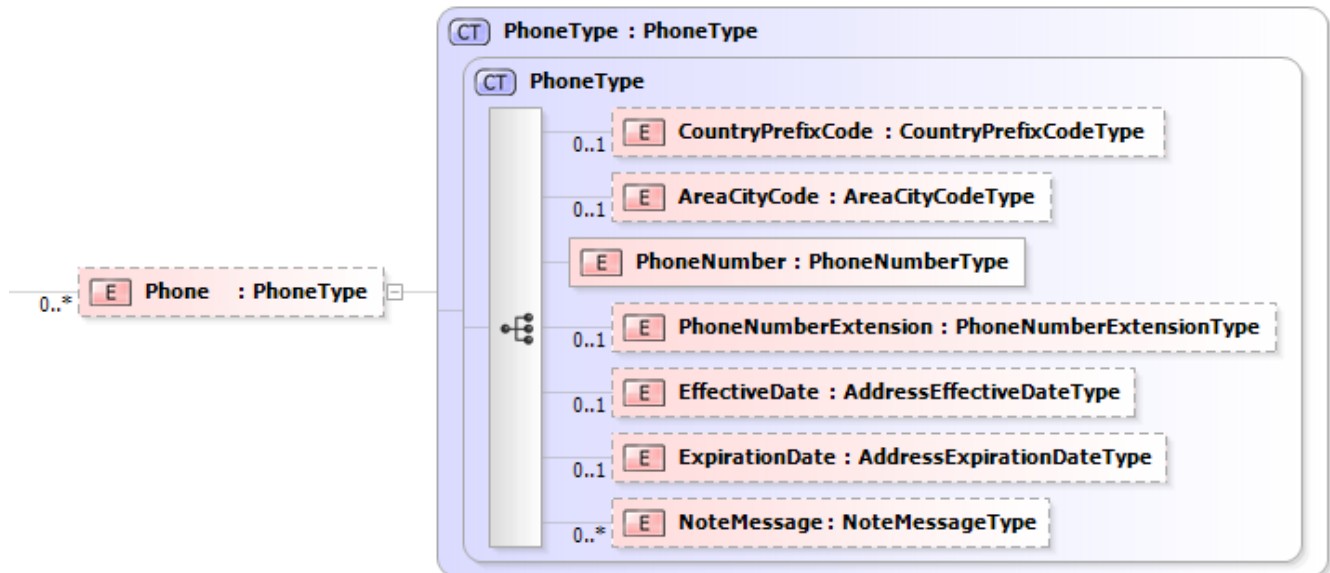 CT PhoneType : PhoneType
CT PhoneType
E CountryPrefixCode : CountryPrefixCodeType
0..1
E AreaCityCode : AreaCityCodeType
0..1
E PhoneNumber : PhoneNumberType
0..* E Phone : PhoneType
E PhoneNumberExtension : PhoneNumberExtensionType
0..1
E EffectiveDate : AddressEffectiveDateType
0..1
E ExpirationDate : AddressExpirationDateType
0..1
E NoteMessage : NoteMessageType
0..*